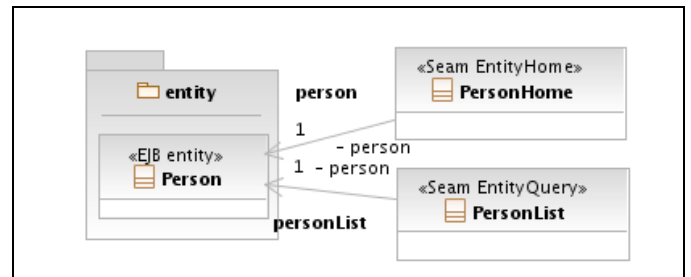 entity
«EJB entity»
Person
person
1
- person
1 - person
personList
«Seam EntityHome»
PersonHome
«Seam EntityQuery»
PersonList